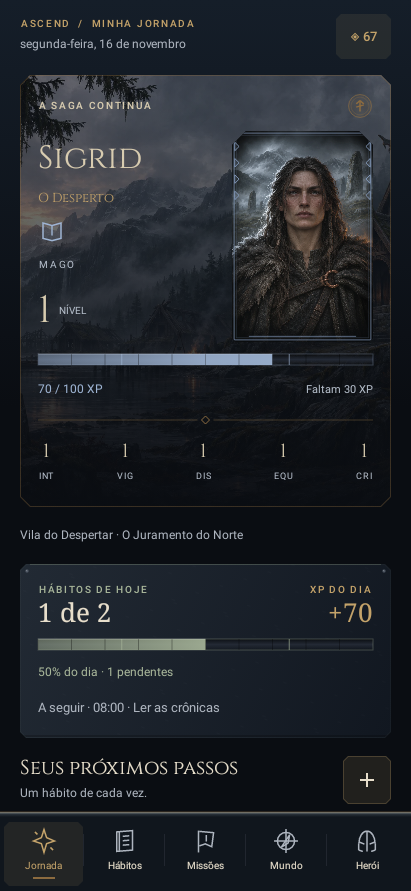 ASCEND / MINHA JORNADA
segunda-feira, 16 de novembro
67
A SAGA CONTINUA
SIGRID
O DESPERTO
MAGO
1 NÍVEL
70 / 100 XP
Faltam 30 XP
1 1 1 1 1
INT VIG DIS EQU CRI
Vila do Despertar · O Juramento do Norte
HÁBITOS DE HOJE
XP DO DIA
1 de 2
+70
50% do dia · 1 pendentes
A seguir · 08:00 · Ler as crônicas
SEUS PRÓXIMOS PASSOS
Um hábito de cada vez.
+
Jornada Hábitos Missões Mundo Herói